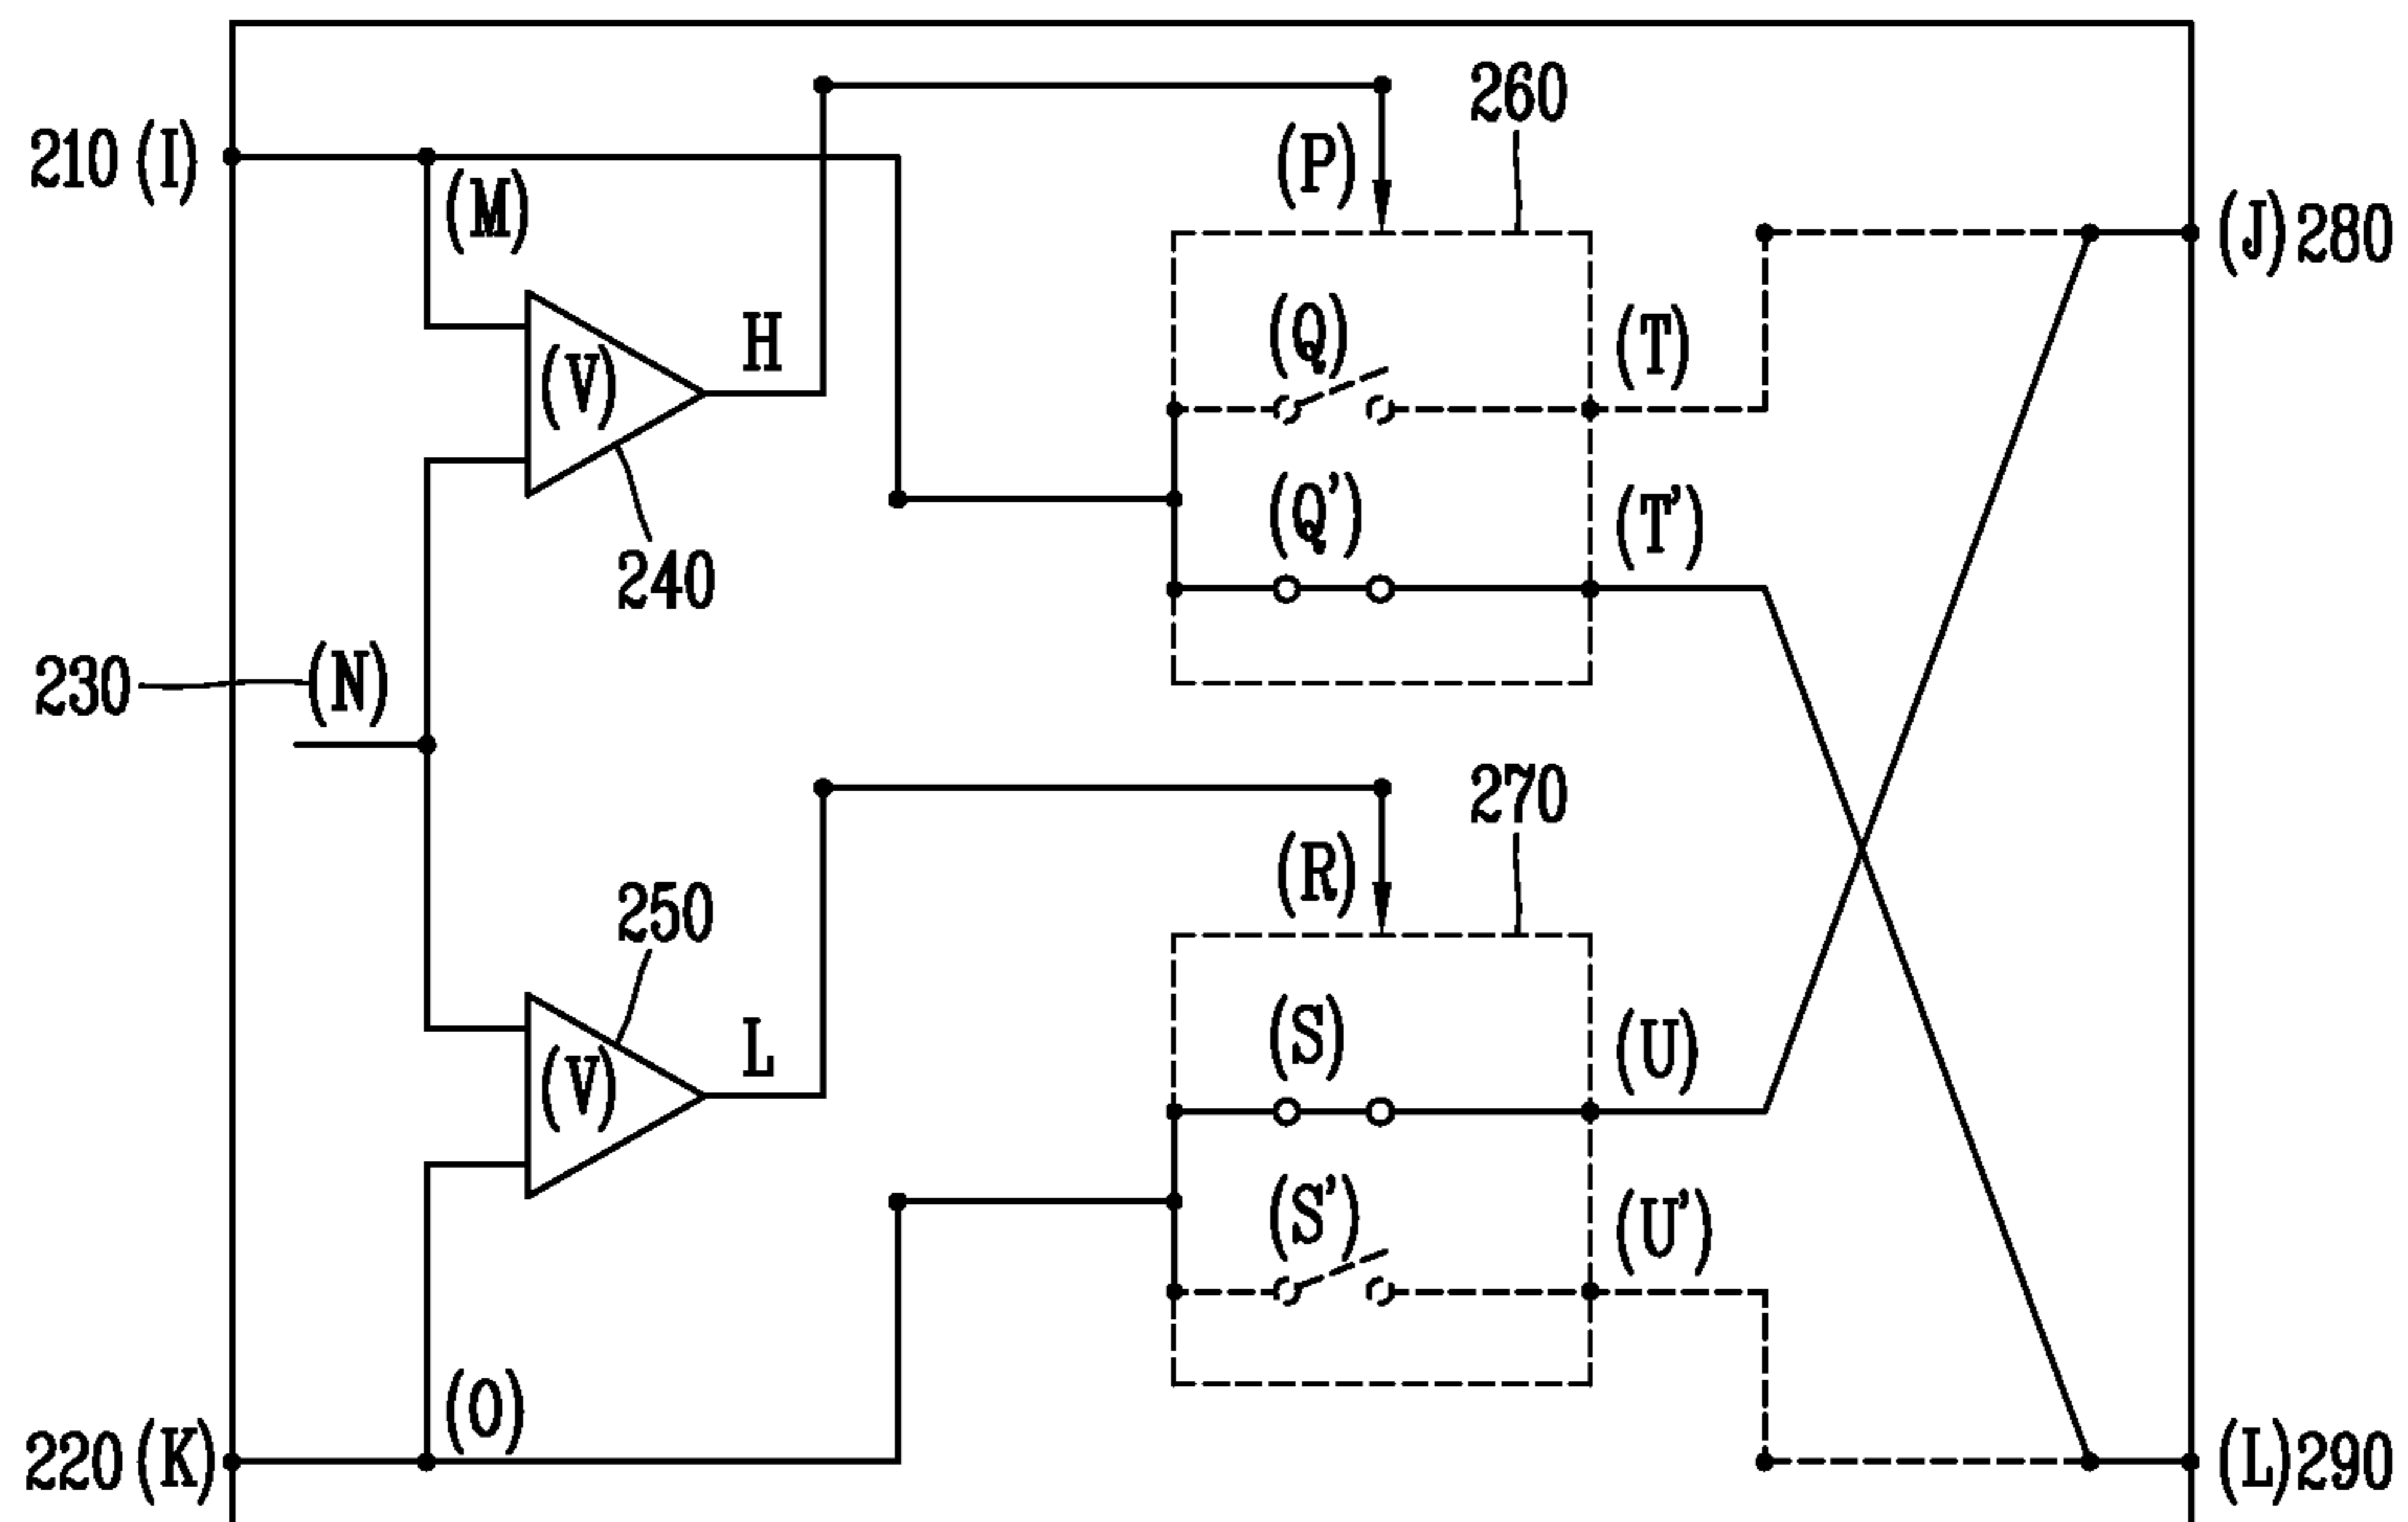 260
210 (I)
(P)
(M)
(J) 280
H
(Q)
(T)
(V)
(Q')
(T')
240
230
(N)
270
(R)
250
(S)
(U)
L
(V)
(S')
(U')
(O)
220 (K)
(L) 290